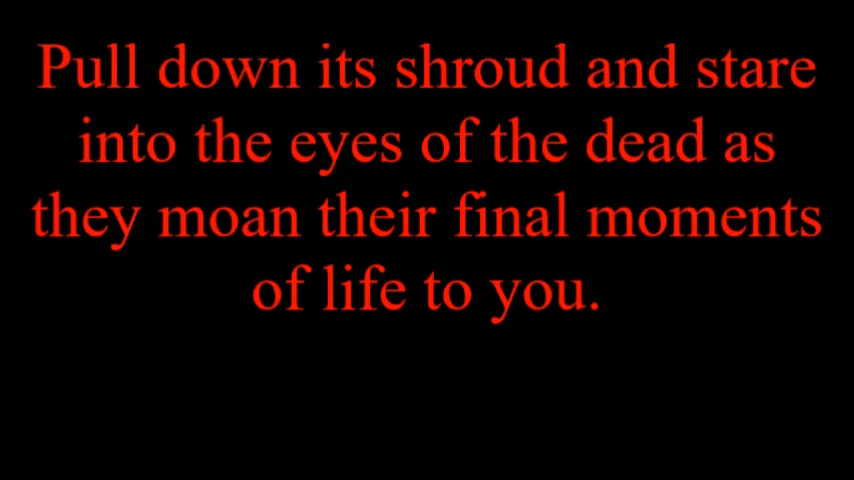 Pull down its shroud and stare
into the eyes of the dead as
they moan their final moments
of life to you.